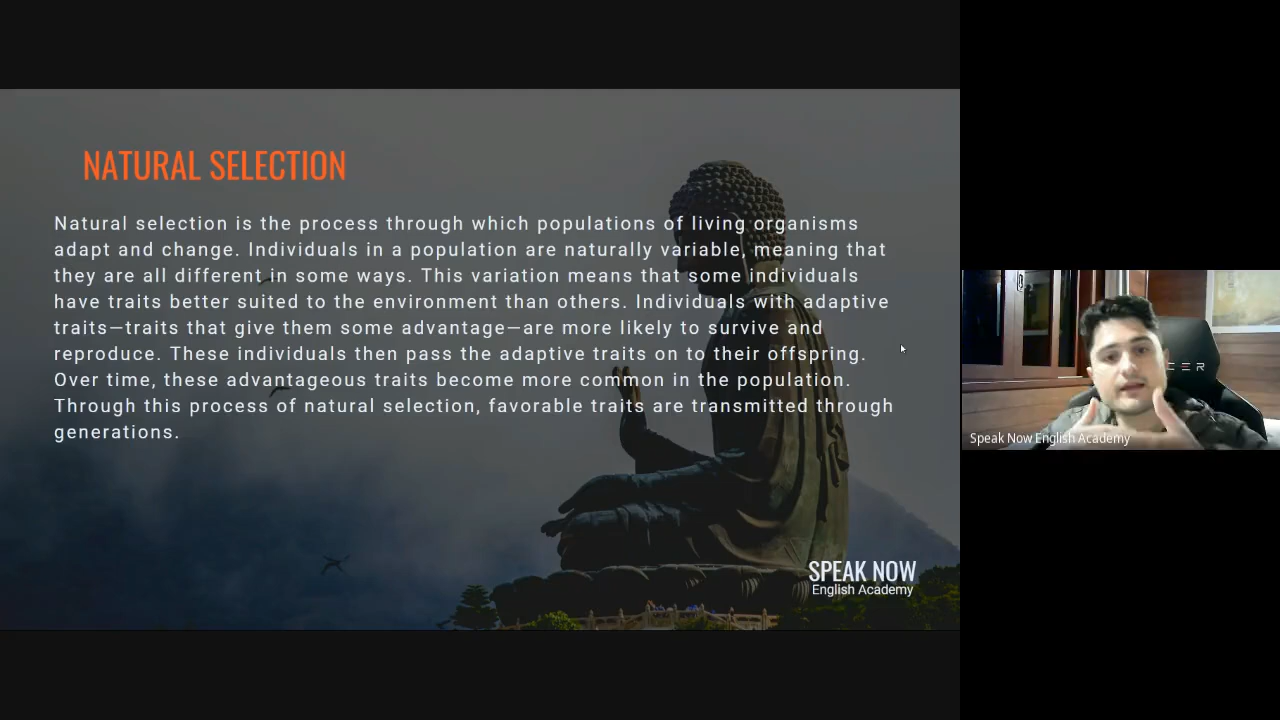 NATURAL SELECTION
Natural selection is the process through which populations of living organisms
adapt and change. Individuals in a population are naturally variable, meaning that
they are all different in some ways. This variation means that some individuals
have traits better suited to the environment than others. Individuals with adaptive
traits—traits that give them some advantage—are more likely to survive and
reproduce. These individuals then pass the adaptive traits on to their offspring.
Over time, these advantageous traits become more common in the population.
Through this process of natural selection, favorable traits are transmitted through
generations.
SPEAK NOW
English Academy
Speak Now English Academy